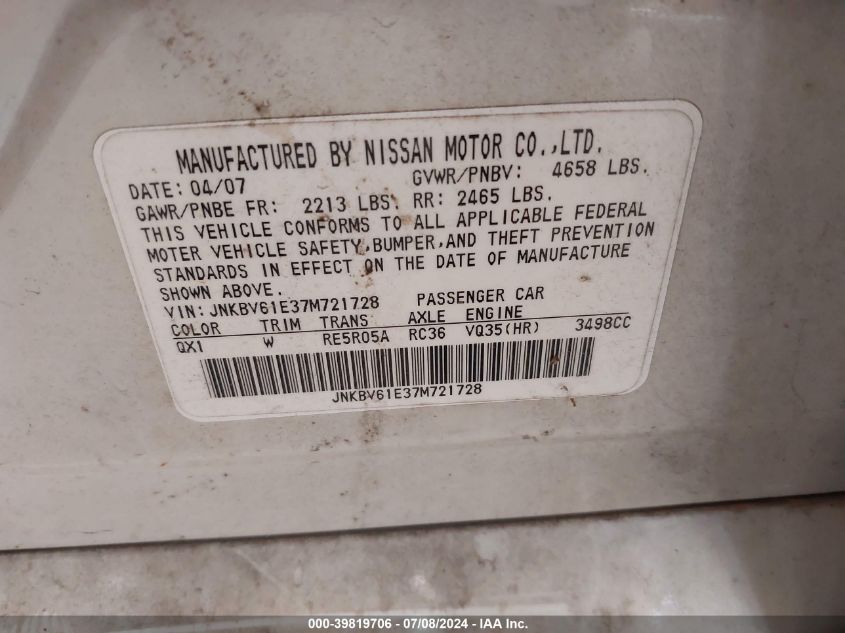 MANUFACTURED BY NISSAN MOTOR CO.,LTD.
DATE: 04/07 GVWR/PNBV: 4658 LBS.
GAWR/PNBE FR: 2213 LBS. RR: 2465 LBS.
THIS VEHICLE CONFORMS TO ALL APPLICABLE FEDERAL
MOTER VEHICLE SAFETY,BUMPER,AND THEFT PREVENTION
STANDARDS IN EFFECT ON THE DATE OF MANUFACTURE
SHOWN ABOVE.
VIN: JNKBV61E37M721728 PASSENGER CAR
COLOR TRIM TRANS AXLE ENGINE
QX1 W RE5R05A RC36 VQ35(HR) 3498CC
JNKBV61E37M721728
000-39819706 - 07/08/2024 - IAA Inc.